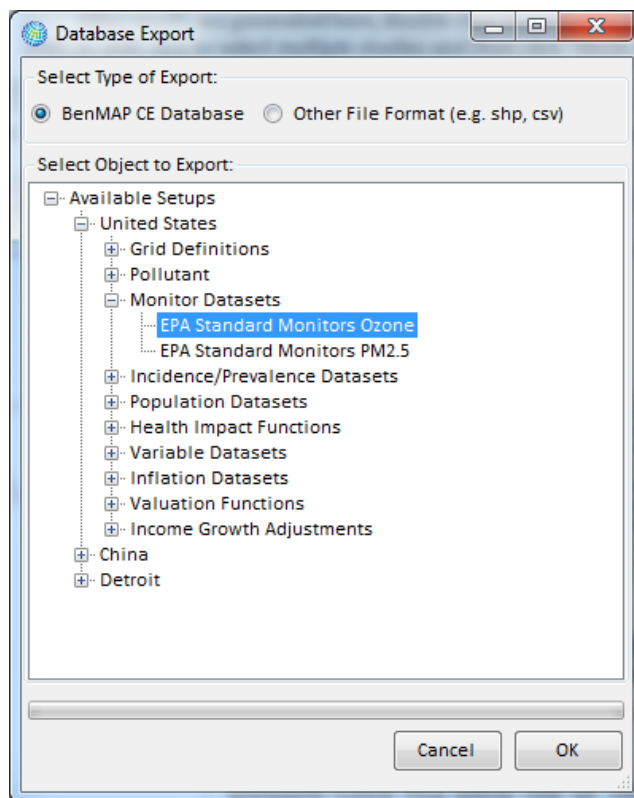 Database Export
Select Type of Export:
BenMAP CE Database Other File Format (e.g. shp, csv)
Select Object to Export:
Available Setups
United States
Grid Definitions
Pollutant
Monitor Datasets
EPA Standard Monitors Ozone
EPA Standard Monitors PM2.5
Incidence/Prevalence Datasets
Population Datasets
Health Impact Functions
Variable Datasets
Inflation Datasets
Valuation Functions
Income Growth Adjustments
China
Detroit
Cancel OK